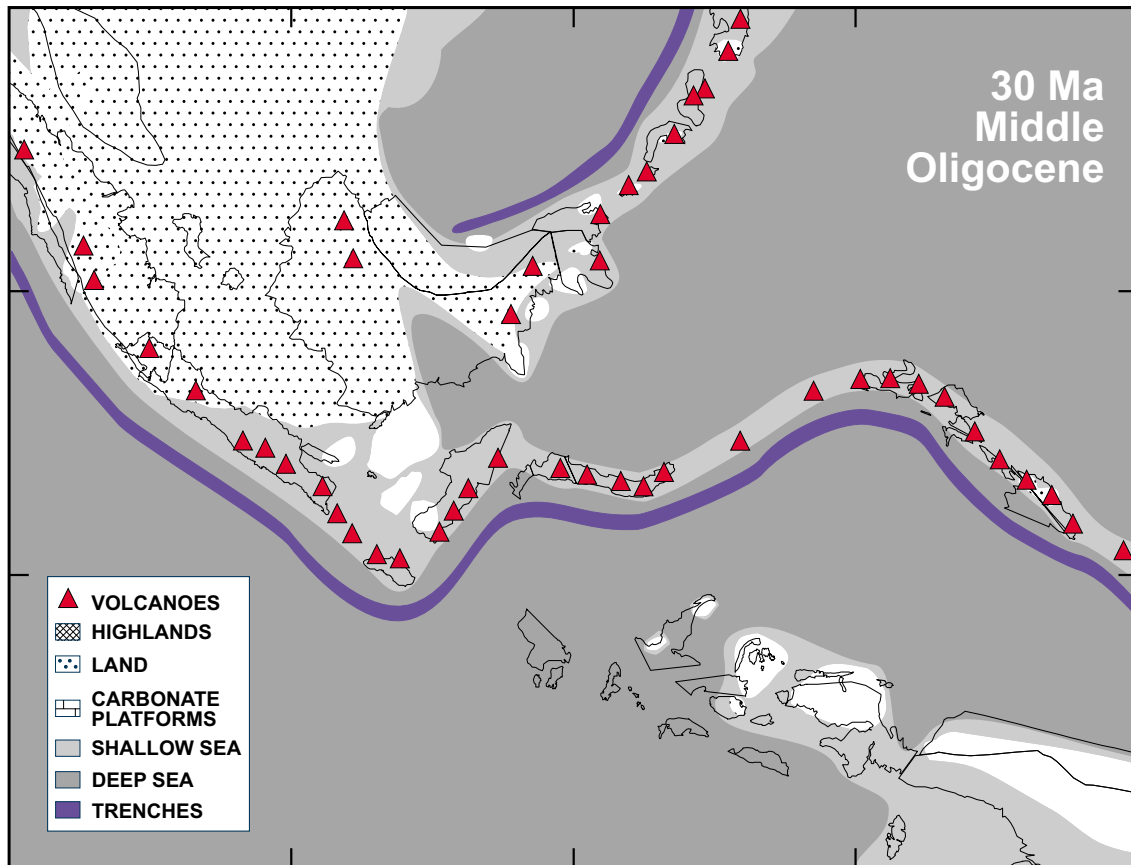 30 Ma
Middle
Oligocene
VOLCANOES
HIGHLANDS
LAND
CARBONATE
PLATFORMS
SHALLOW SEA
DEEP SEA
TRENCHES